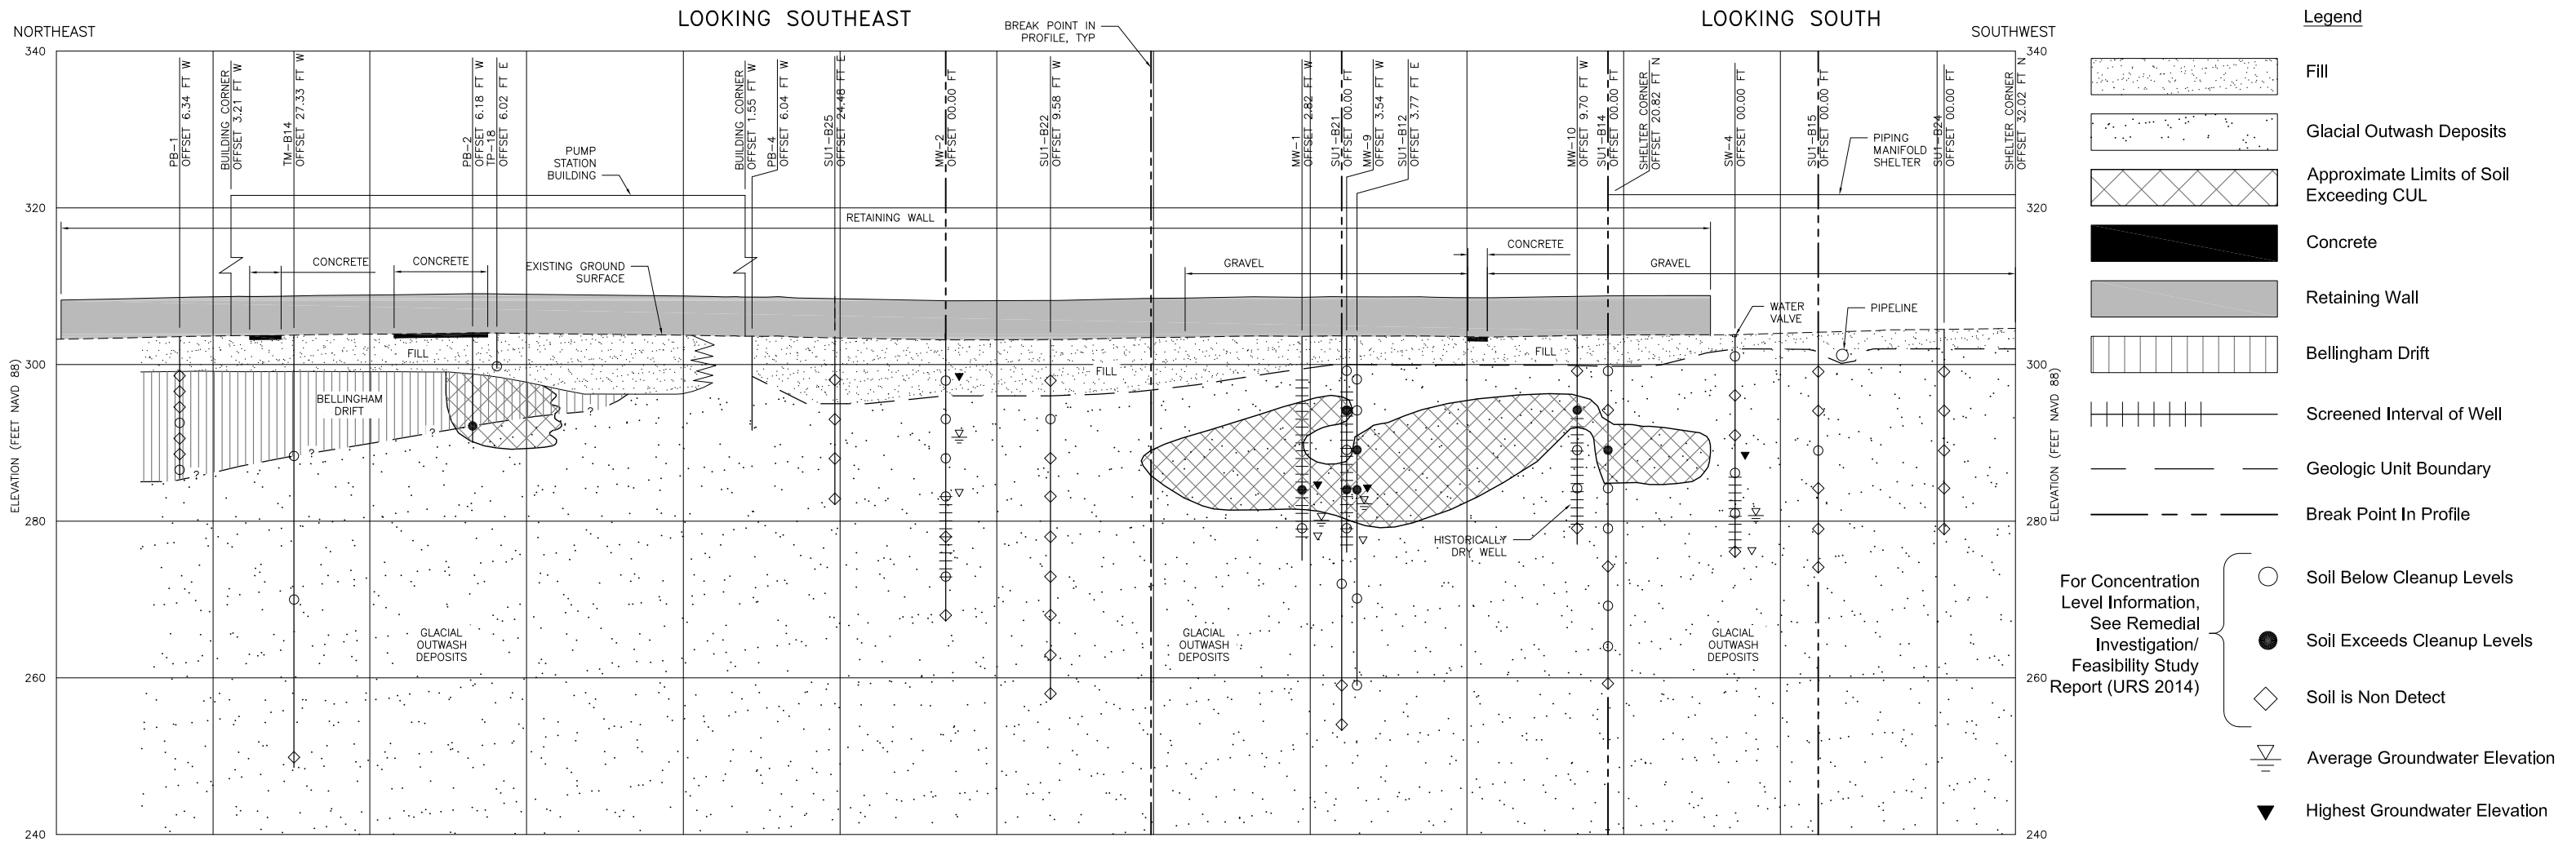 LOOKING SOUTHEAST
LOOKING SOUTH
NORTHEAST
SOUTHWEST
BREAK POINT IN
PROFILE, TYP
340
320
300
280
260
240
ELEVATION (FEET NAVD 88)
PB-1
OFFSET 6.34 FT W
BUILDING CORNER
OFFSET 3.21 FT W
TM-B14
OFFSET 27.33 FT W
PB-2
OFFSET 6.18 FT W
TP-18
OFFSET 6.02 FT E
BUILDING CORNER
OFFSET 1.55 FT W
PB-4
OFFSET 6.04 FT W
SU1-B25
OFFSET 24.48 FT E
MW-2
OFFSET 00.00 FT
SU1-B22
OFFSET 9.58 FT W
MW-1
OFFSET 2.82 FT W
SU1-B21
OFFSET 00.00 FT
MW-9
OFFSET 3.54 FT W
SU1-B12
OFFSET 3.77 FT E
MW-10
OFFSET 9.70 FT W
SU1-B14
OFFSET 00.00 FT
SHELTER CORNER
OFFSET 20.82 FT N
SW-4
OFFSET 00.00 FT
SU1-B15
OFFSET 00.00 FT
SU1-B24
OFFSET 00.00 FT
SHELTER CORNER
OFFSET 32.02 FT N
PUMP
STATION
BUILDING
PIPING
MANIFOLD
SHELTER
RETAINING WALL
CONCRETE
CONCRETE
EXISTING GROUND
SURFACE
GRAVEL
CONCRETE
GRAVEL
WATER
VALVE
PIPELINE
FILL
FILL
FILL
BELLINGHAM
DRIFT
?
?
?
?
HISTORICALLY
DRY WELL
GLACIAL
OUTWASH
DEPOSITS
GLACIAL
OUTWASH
DEPOSITS
GLACIAL
OUTWASH
DEPOSITS
340
320
300
280
260
240
ELEVATION (FEET NAVD 88)
Legend
Fill
Glacial Outwash Deposits
Approximate Limits of Soil
Exceeding CUL
Concrete
Retaining Wall
Bellingham Drift
Screened Interval of Well
Geologic Unit Boundary
Break Point In Profile
For Concentration
Level Information,
See Remedial
Investigation/
Feasibility Study
Report (URS 2014)
Soil Below Cleanup Levels
Soil Exceeds Cleanup Levels
Soil is Non Detect
Average Groundwater Elevation
Highest Groundwater Elevation